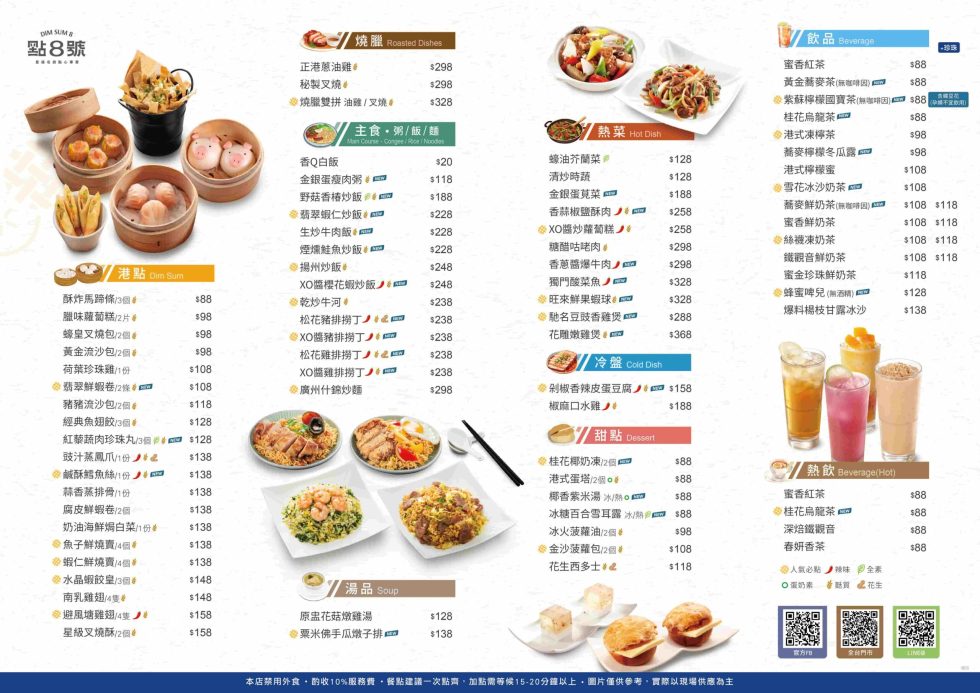 DIM SUM 8
點8號
港點 Dim Sum
酥炸馬蹄條/3個 $88
臘味蘿蔔糕/2片 $98
蠔皇叉燒包/2個 $98
黃金流沙包/2個 $98
荷葉珍珠雞/1份 $108
翡翠鮮蝦卷/2條 NEW $108
豬豬流沙包/2個 $118
經典魚翅餃/3個 $128
紅藜蔬肉珍珠丸/3個 NEW $128
豉汁蒸鳳爪/1份 $138
鹹酥鱈魚絲/1份 NEW $138
蒜香蒸排骨/1份 $138
腐皮鮮蝦卷/2個 $138
奶油海鮮焗白菜/1份 $138
魚子鮮燒賣/4個 $138
蝦仁鮮燒賣/4個 $138
水晶蝦餃皇/3個 $148
南乳雞翅/4隻 $148
避風塘雞翅/4隻 $158
星級叉燒酥/2個 $158
燒臘 Roasted Dishes
正港蔥油雞 $298
秘製叉燒 $298
燒臘雙拼 油雞 / 叉燒 $328
主食・粥/飯/麵
Main Course - Congee / Rice / Noodles
香Q白飯 $20
金銀蛋瘦肉粥 NEW $118
野菇香椿炒飯 NEW $188
翡翠蝦仁炒飯 NEW $228
生炒牛肉飯 NEW $228
煙燻鮭魚炒飯 NEW $228
揚州炒飯 $248
XO醬櫻花蝦炒飯 NEW $248
乾炒牛河 $238
松花豬排撈丁 NEW $238
XO醬豬排撈丁 NEW $238
松花雞排撈丁 NEW $238
XO醬雞排撈丁 NEW $238
廣州什錦炒麵 $298
湯品 Soup
原盅花菇燉雞湯 $128
粟米佛手瓜燉子排 NEW $138
熱菜 Hot Dish
蠔油芥蘭菜 $128
清炒時蔬 $128
金銀蛋莧菜 NEW $188
香蒜椒鹽酥肉 NEW $258
XO醬炒蘿蔔糕 $258
糖醋咕咾肉 $298
香蔥醬爆牛肉 NEW $298
獨門酸菜魚 NEW $328
旺來鮮果蝦球 NEW $328
馳名豆豉香雞煲 $288
花雕嫩雞煲 $368
冷盤 Cold Dish
剁椒香辣皮蛋豆腐 NEW $158
椒麻口水雞 $188
甜點 Dessert
桂花椰奶凍/2個 NEW $88
港式蛋塔/2個 $88
椰香紫米湯 冰/熱 NEW $88
冰糖百合雪耳露 冰/熱 NEW $88
冰火菠蘿油/2個 $98
金沙菠蘿包/2個 $108
花生西多士 $118
飲品 Beverage
+珍珠
蜜香紅茶 $88
黃金蕎麥茶(無咖啡因) NEW $88
紫蘇檸檬國寶茶(無咖啡因) NEW $88
含蝶豆花
(孕婦不宜飲用)
桂花烏龍茶 NEW $88
港式凍檸茶 $98
蕎麥檸檬冬瓜露 NEW $98
港式檸檬蜜 $108
雪花冰沙奶茶 NEW $108
蕎麥鮮奶茶(無咖啡因) NEW $108 $118
蜜香鮮奶茶 $108 $118
絲襪凍奶茶 $108 $118
鐵觀音鮮奶茶 $108 $118
蜜金珍珠鮮奶茶 $118
蜂蜜啤兒(無酒精) NEW $128
爆料楊枝甘露冰沙 $138
熱飲 Beverage(Hot)
蜜香紅茶 $88
桂花烏龍茶 NEW $88
深焙鐵觀音 $88
春妍香茶 $88
人氣必點 辣味 全素
蛋奶素 麩質 花生
官方FB
全台門市
LINE@
本店禁用外食・酌收10%服務費・餐點建議一次點齊，加點需等候15-20分鐘以上・圖片僅供參考，實際以現場供應為主